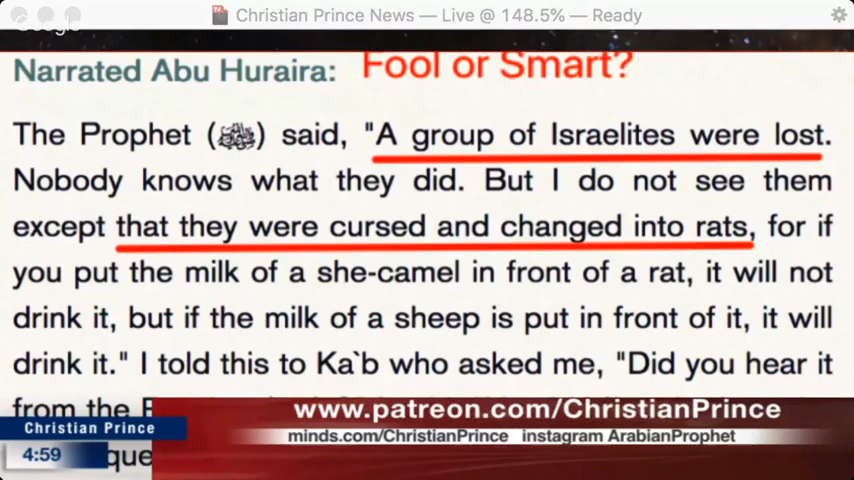 Christian Prince News — Live @ 148.5% — Ready
Google
Narrated Abu Huraira: Fool or Smart?
The Prophet (ﷺ) said, "A group of Israelites were lost.
Nobody knows what they did. But I do not see them
except that they were cursed and changed into rats, for if
you put the milk of a she-camel in front of a rat, it will not
drink it, but if the milk of a sheep is put in front of it, it will
drink it." I told this to Ka`b who asked me, "Did you hear it
from the
www.patreon.com/ChristianPrince
Christian Prince
minds.com/ChristianPrince instagram ArabianProphet
4:59
que